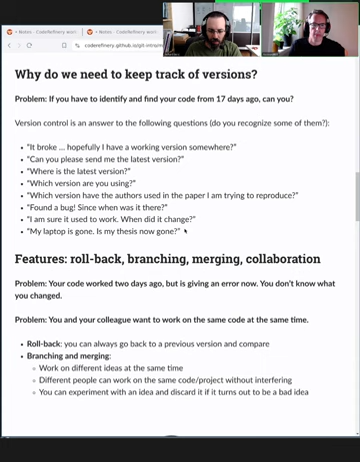 Notes - CodeRefinery worl
Notes - CodeRefinery worl
coderefinery.github.io/git-intro/m
Why do we need to keep track of versions?
Problem: If you have to identify and find your code from 17 days ago, can you?
Version control is an answer to the following questions (do you recognize some of them?):
• "It broke ... hopefully I have a working version somewhere?"
• "Can you please send me the latest version?"
• "Where is the latest version?"
• "Which version are you using?"
• "Which version have the authors used in the paper I am trying to reproduce?"
• "Found a bug! Since when was it there?"
• "I am sure it used to work. When did it change?"
• "My laptop is gone. Is my thesis now gone?"
Features: roll-back, branching, merging, collaboration
Problem: Your code worked two days ago, but is giving an error now. You don't know what
you changed.
Problem: You and your colleague want to work on the same code at the same time.
• Roll-back: you can always go back to a previous version and compare
• Branching and merging:
Work on different ideas at the same time
Different people can work on the same code/project without interfering
You can experiment with an idea and discard it if it turns out to be a bad idea